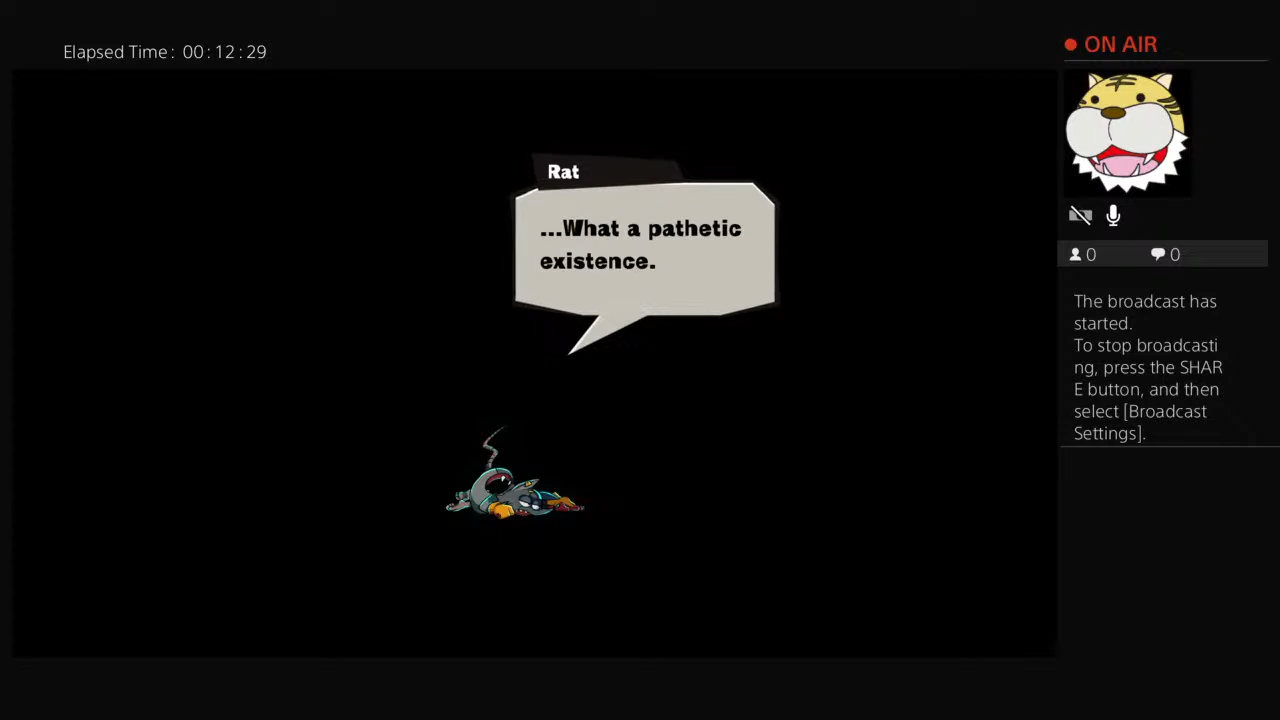 Elapsed Time: 00:12:29
ON AIR
Rat
...What a pathetic
existence.
0
0
The broadcast has
started.
To stop broadcasti
ng, press the SHAR
E button, and then
select [Broadcast
Settings].